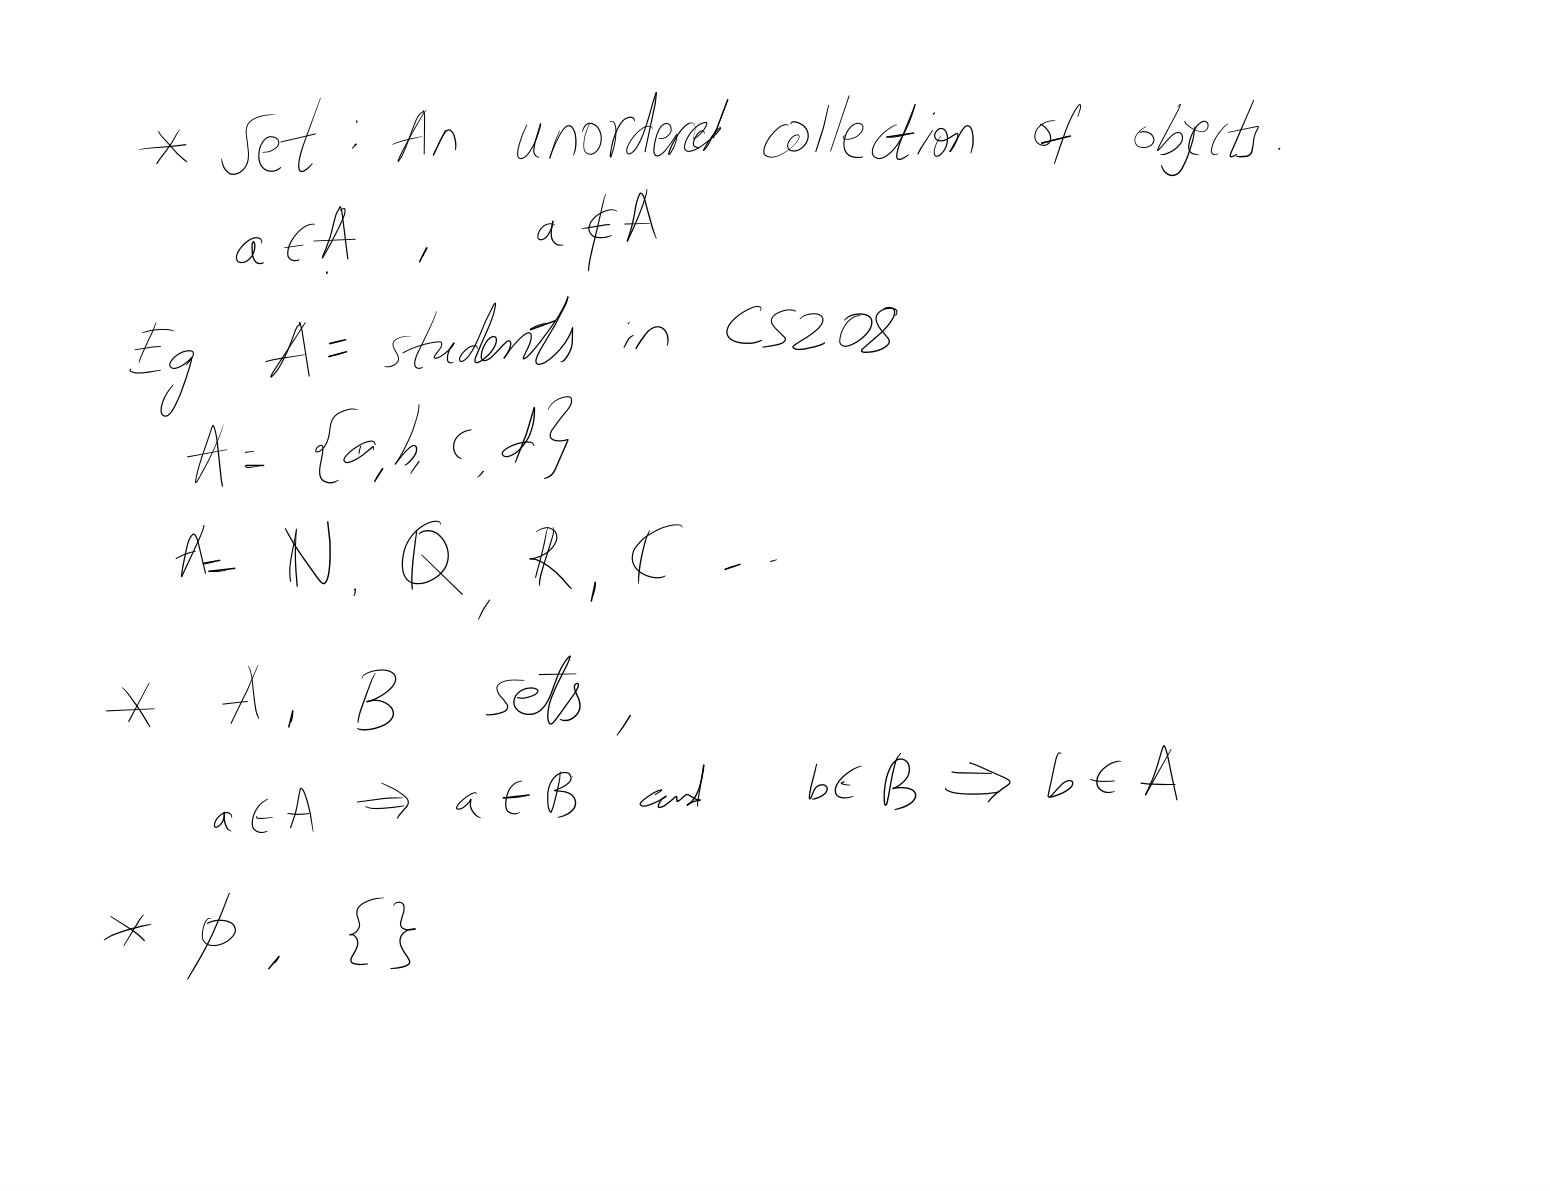 * Set : An unordered collection of objects.
a ∈ A , a ∉ A
Eg A = students in CS208
A = {a, b, c, d}
A = ℕ, ℚ, ℝ, ℂ - -
* A, B sets,
a ∈ A ⇒ a ∈ B and b ∈ B ⇒ b ∈ A
* ϕ, {}